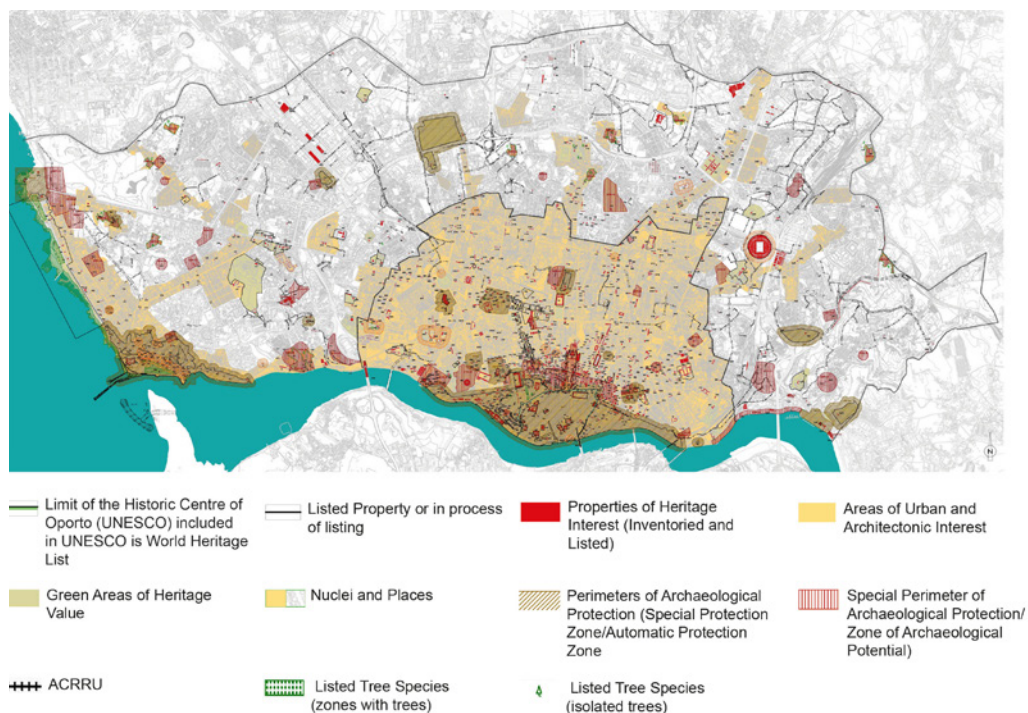 N
Limit of the Historic Centre of
Oporto (UNESCO) included
in UNESCO is World Heritage
List
Listed Property or in process
of listing
Properties of Heritage
Interest (Inventoried and
Listed)
Areas of Urban and
Architectonic Interest
Green Areas of Heritage
Value
Nuclei and Places
Perimeters of Archaeological
Protection (Special Protection
Zone/Automatic Protection
Zone
Special Perimeter of
Archaeological Protection/
Zone of Archaeological
Potential)
ACRRU
Listed Tree Species
(zones with trees)
Listed Tree Species
(isolated trees)